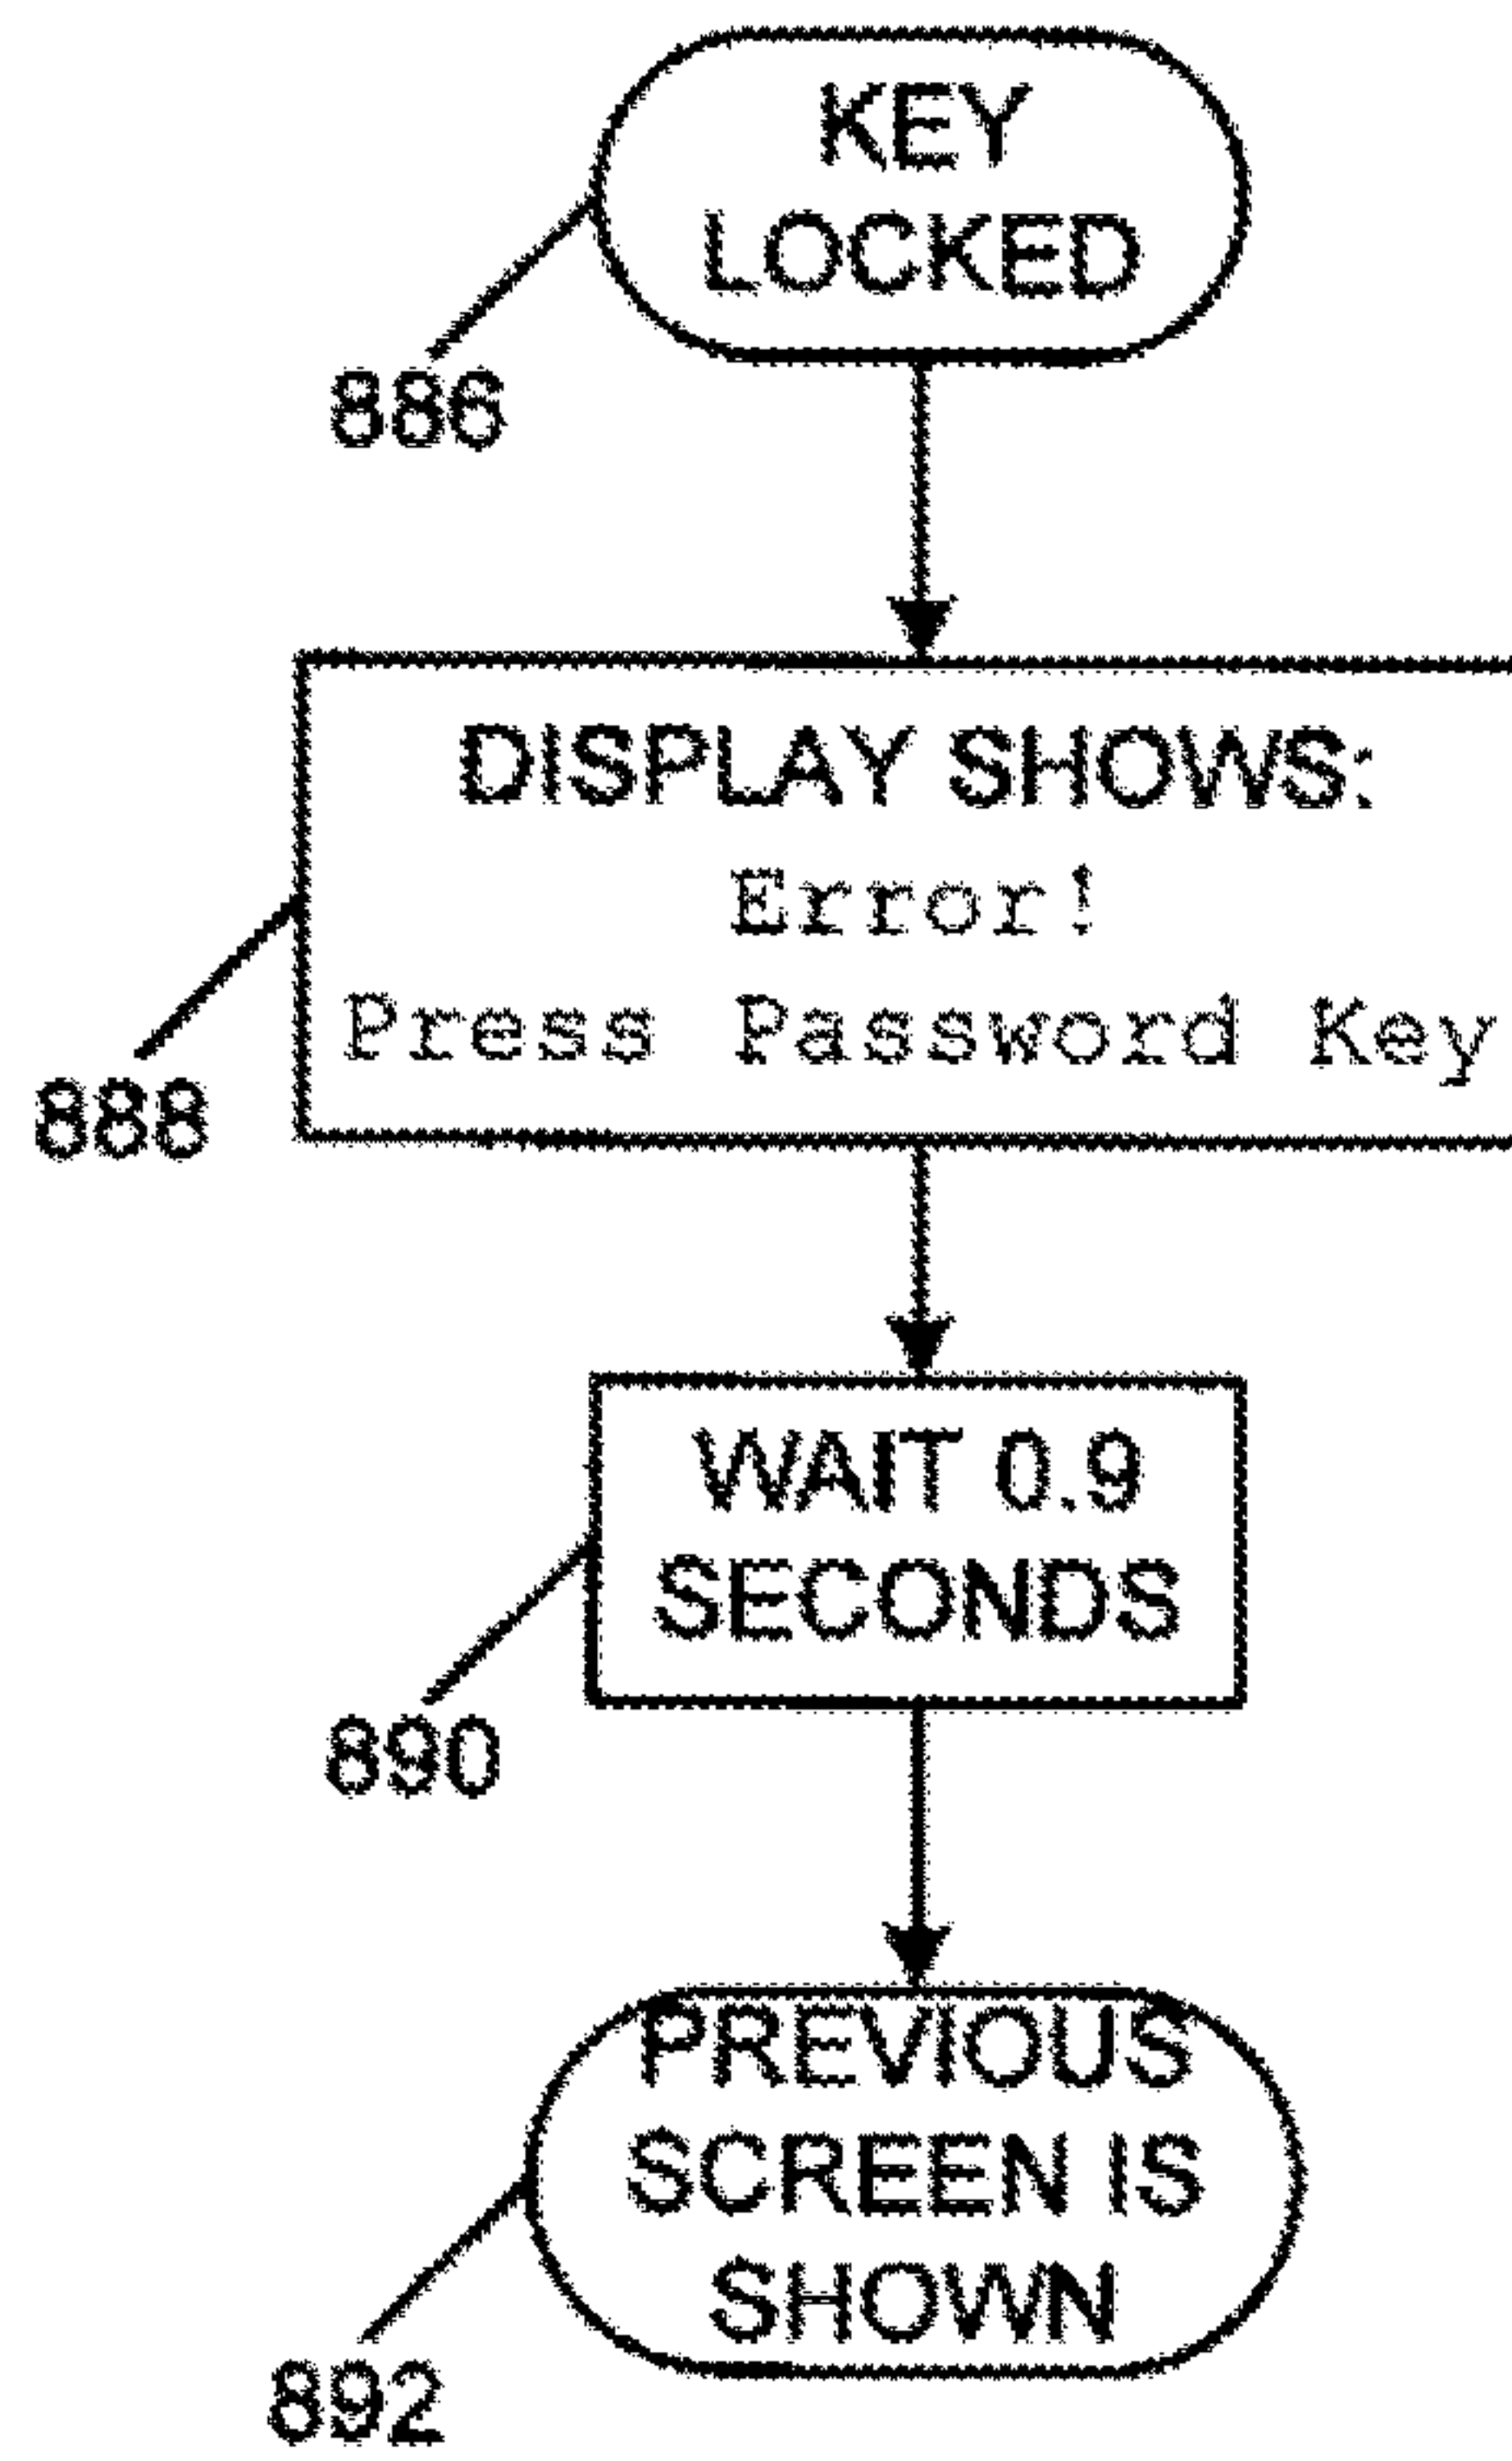 KEY
LOCKED
886
DISPLAY SHOWS:
Error!
Press Password Key
888
WAIT 0.9
SECONDS
890
PREVIOUS
SCREEN IS
SHOWN
892